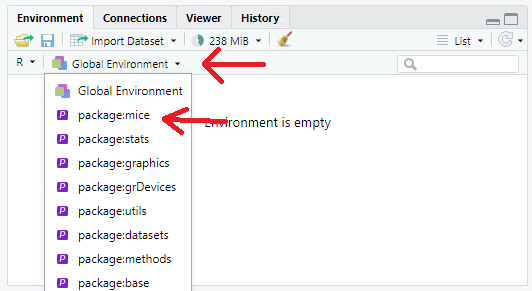 Environment Connections Viewer History
Import Dataset 238 MiB List
R Global Environment
Global Environment
package:mice
Environment is empty
package:stats
package:graphics
package:grDevices
package:utils
package:datasets
package:methods
package:base